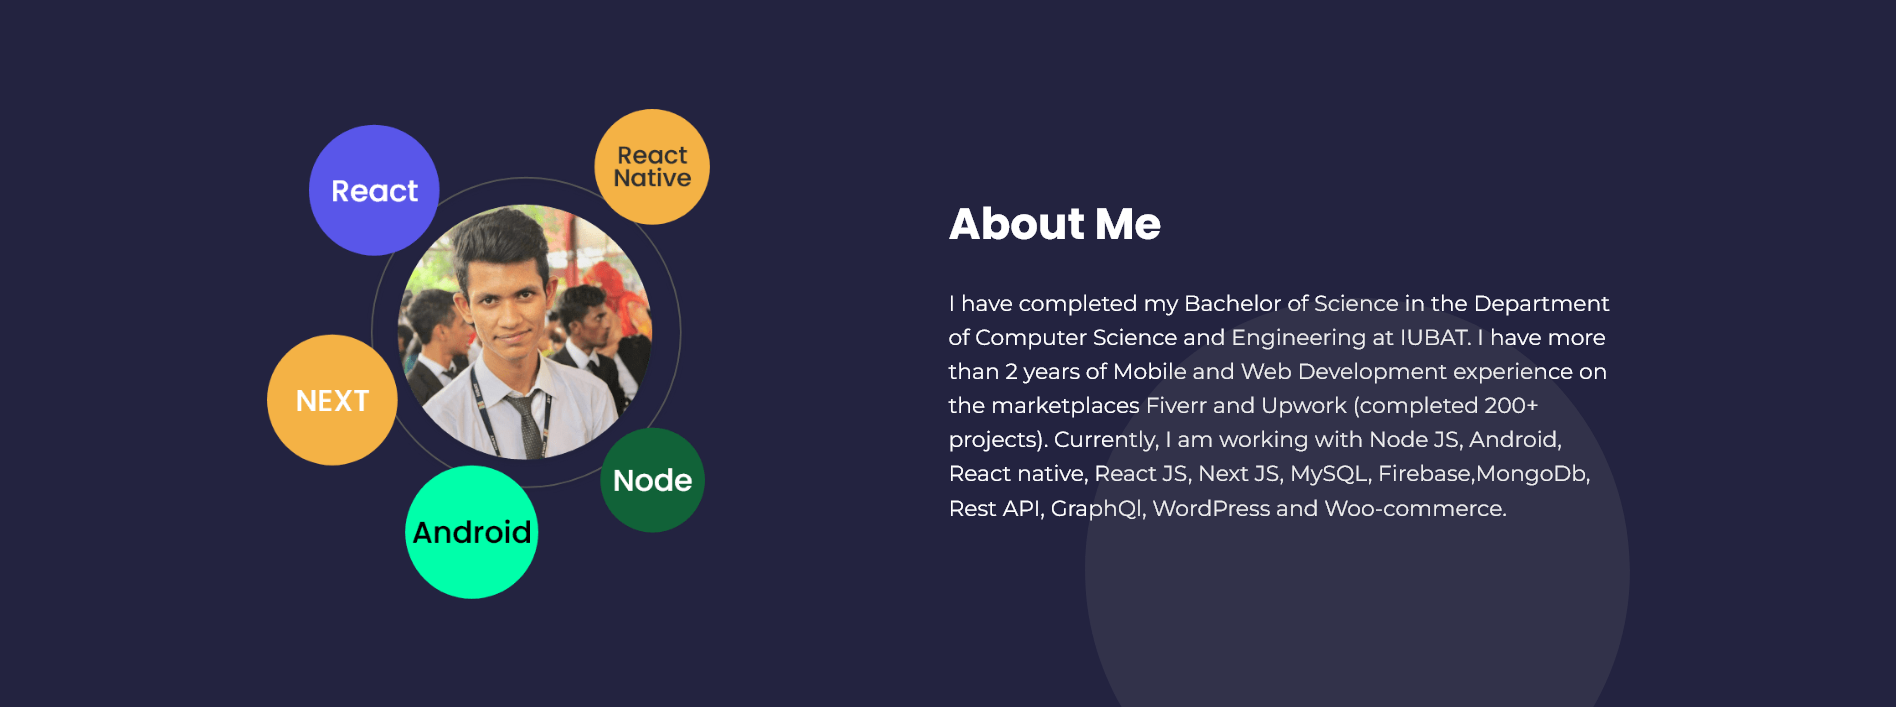 React
React
Native
NEXT
Node
Android
About Me
I have completed my Bachelor of Science in the Department
of Computer Science and Engineering at IUBAT. I have more
than 2 years of Mobile and Web Development experience on
the marketplaces Fiverr and Upwork (completed 200+
projects). Currently, I am working with Node JS, Android,
React native, React JS, Next JS, MySQL, Firebase,MongoDb,
Rest API, GraphQl, WordPress and Woo-commerce.